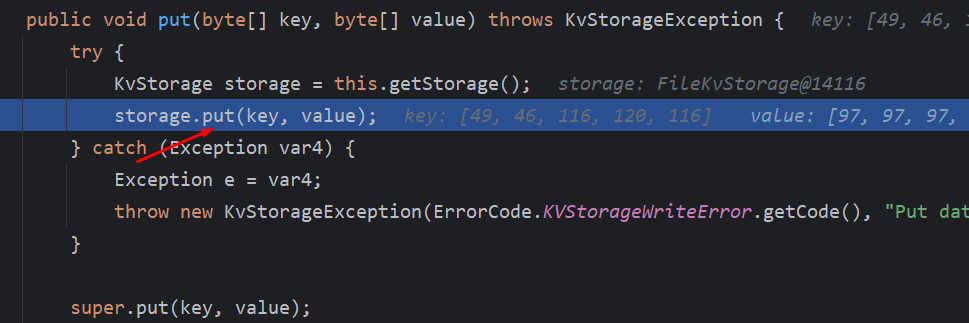 public void put(byte[] key, byte[] value) throws KvStorageException {   key: [49, 46,
try {
KvStorage storage = this.getStorage();   storage: FileKvStorage@14116
storage.put(key, value);   key: [49, 46, 116, 120, 116]   value: [97, 97, 97,
} catch (Exception var4) {
Exception e = var4;
throw new KvStorageException(ErrorCode.KVStorageWriteError.getCode(), "Put dat
}
super.put(key, value);